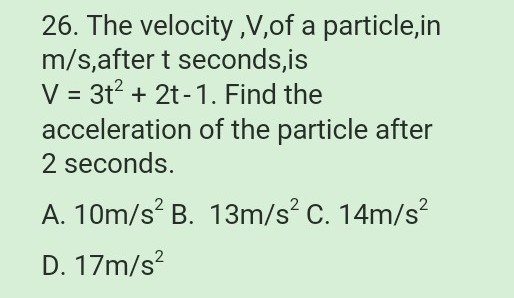 26. The velocity ,V,of a particle,in
m/s,after t seconds,is
V = 3t² + 2t-1. Find the
acceleration of the particle after
2 seconds.
A. 10m/s² B. 13m/s² C. 14m/s²
D. 17m/s²